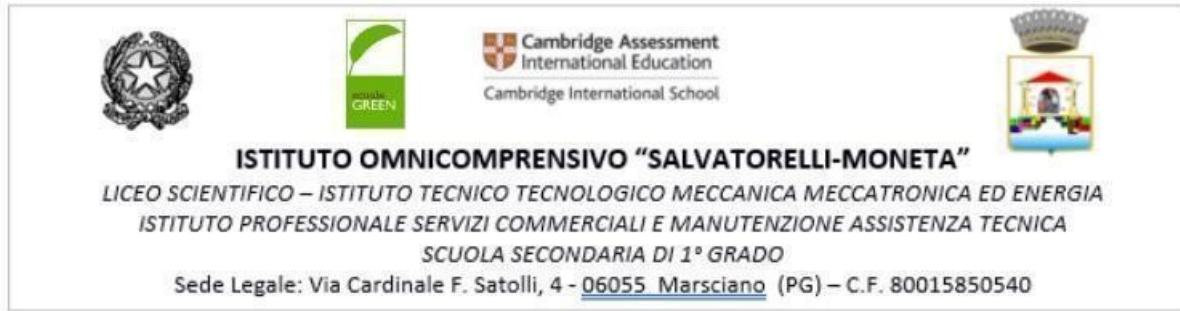 scuola
GREEN
Cambridge Assessment
International Education
Cambridge International School
ISTITUTO OMNICOMPRENSIVO “SALVATORELLI-MONETA”
LICEO SCIENTIFICO – ISTITUTO TECNICO TECNOLOGICO MECCANICA MECCATRONICA ED ENERGIA
ISTITUTO PROFESSIONALE SERVIZI COMMERCIALI E MANUTENZIONE ASSISTENZA TECNICA
SCUOLA SECONDARIA DI 1° GRADO
Sede Legale: Via Cardinale F. Satolli, 4 - 06055 Marsciano (PG) – C.F. 80015850540